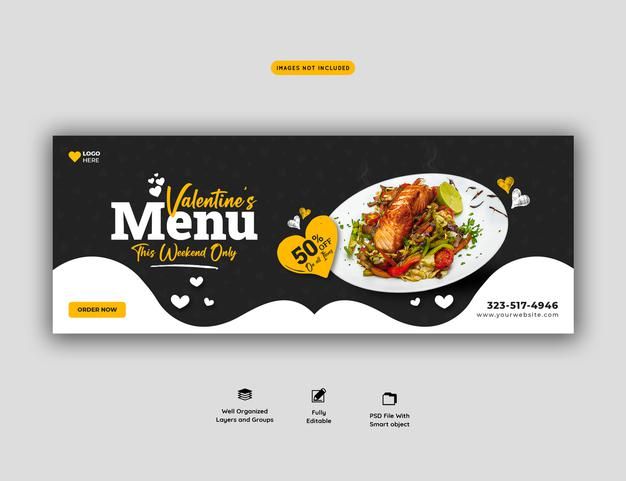 IMAGES NOT INCLUDED
LOGO
HERE
Valentine's
Menu
This Weekend Only
50% OFF
On all Items
ORDER NOW
323-517-4946
www.yourwebsite.com
Well Organized
Layers and Groups
Fully
Editable
PSD File With
Smart object